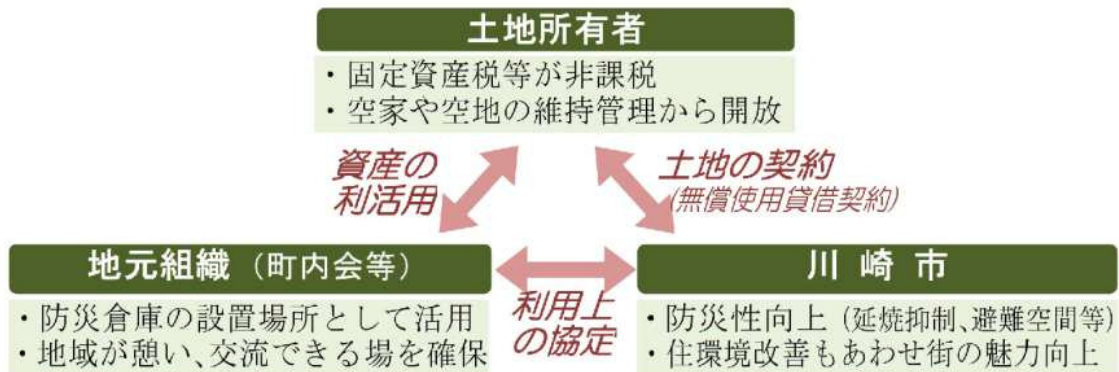 土地所有者
・固定資産税等が非課税
・空家や空地の維持管理から開放
資産の
利活用
土地の契約
(無償使用貸借契約)
地元組織（町内会等）
・防災倉庫の設置場所として活用
・地域が憩い、交流できる場を確保
利用上
の協定
川崎市
・防災性向上（延焼抑制、避難空間等）
・住環境改善もあわせ街の魅力向上